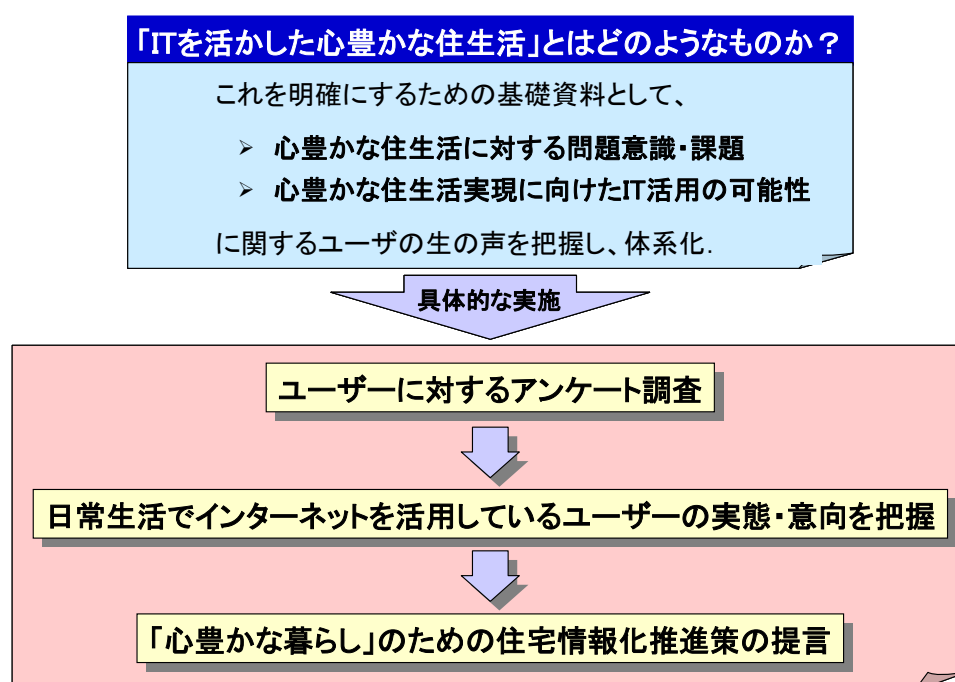 「ITを活かした心豊かな住生活」とはどのようなものか？
これを明確にするための基礎資料として、
➢ 心豊かな住生活に対する問題意識・課題
➢ 心豊かな住生活実現に向けたIT活用の可能性
に関するユーザの生の声を把握し、体系化.
具体的な実施
ユーザーに対するアンケート調査
日常生活でインターネットを活用しているユーザーの実態・意向を把握
「心豊かな暮らし」のための住宅情報化推進策の提言